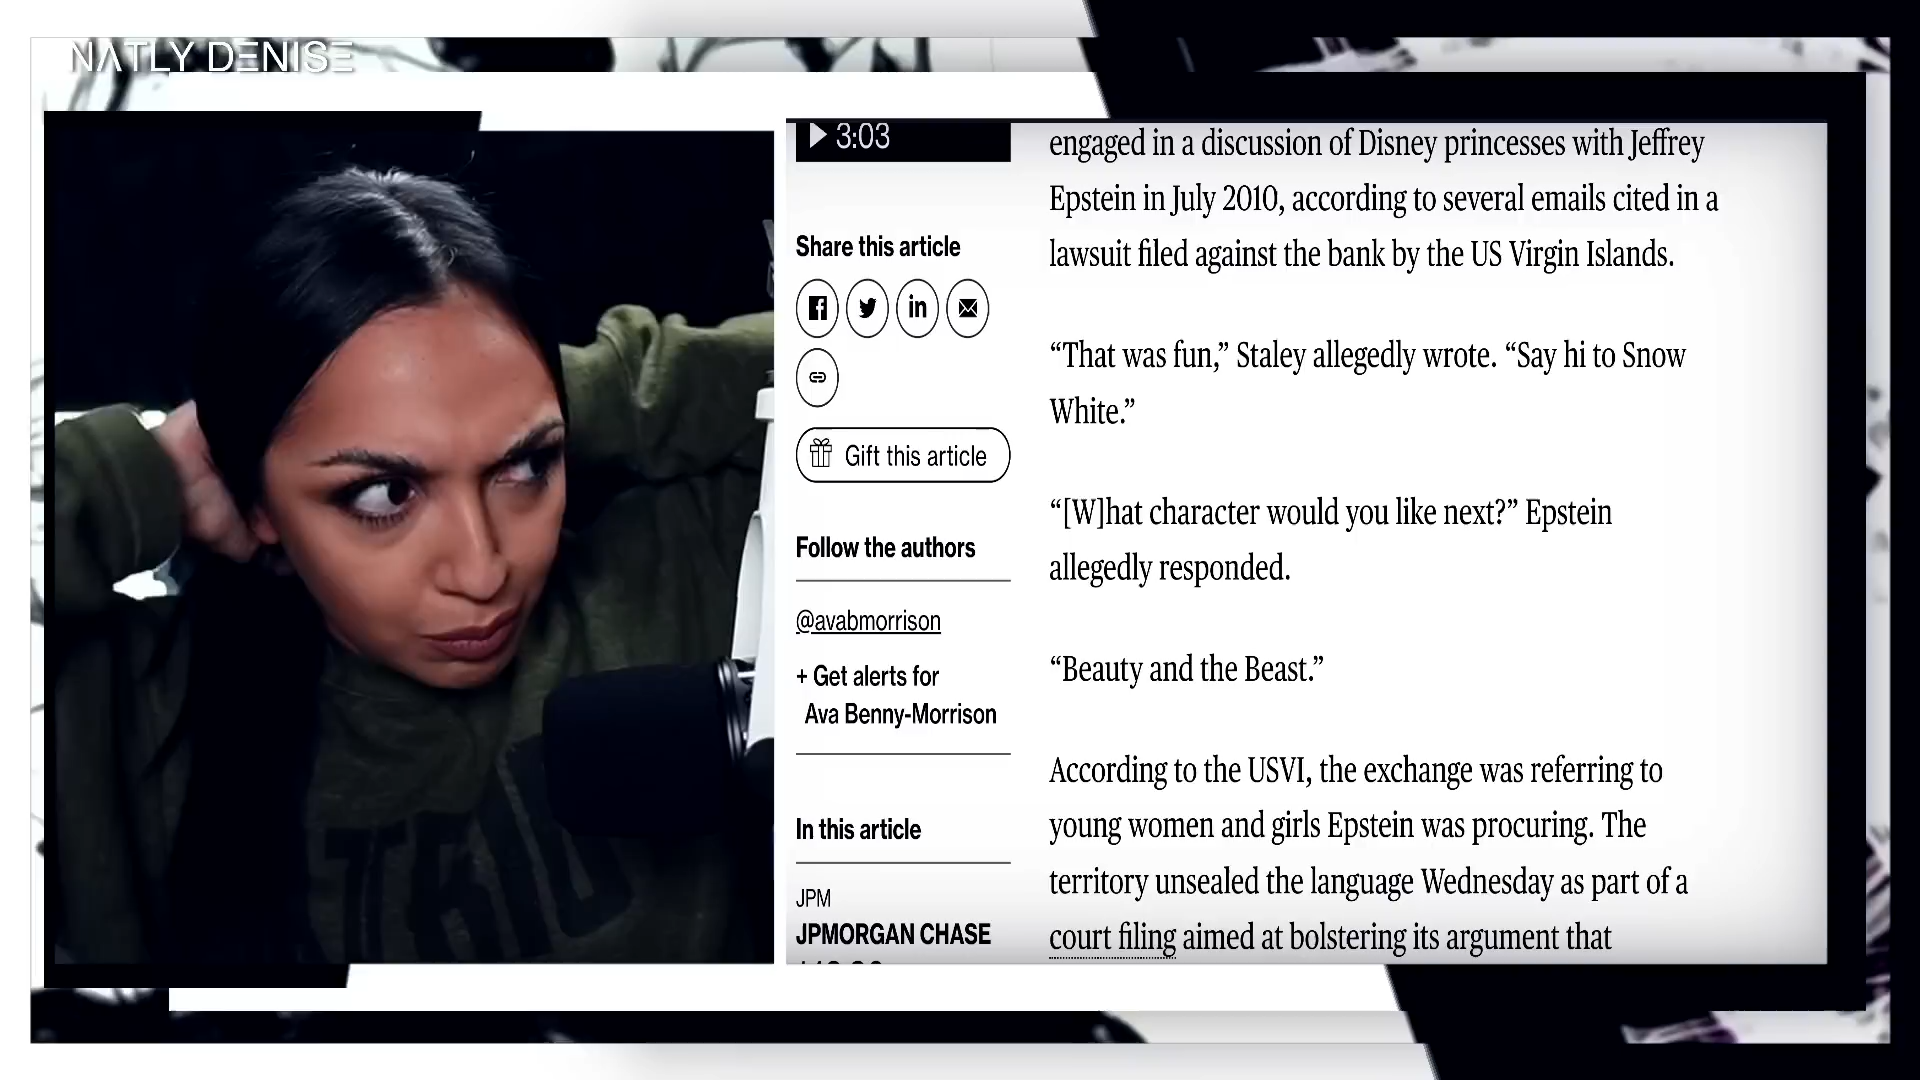 NATLY DENISE
3:03
Share this article
Gift this article
Follow the authors
@avabmorrison
+ Get alerts for
Ava Benny-Morrison
In this article
JPM
JPMORGAN CHASE
engaged in a discussion of Disney princesses with Jeffrey
Epstein in July 2010, according to several emails cited in a
lawsuit filed against the bank by the US Virgin Islands.
“That was fun,” Staley allegedly wrote. “Say hi to Snow
White.”
“[W]hat character would you like next?” Epstein
allegedly responded.
“Beauty and the Beast.”
According to the USVI, the exchange was referring to
young women and girls Epstein was procuring. The
territory unsealed the language Wednesday as part of a
court filing aimed at bolstering its argument that